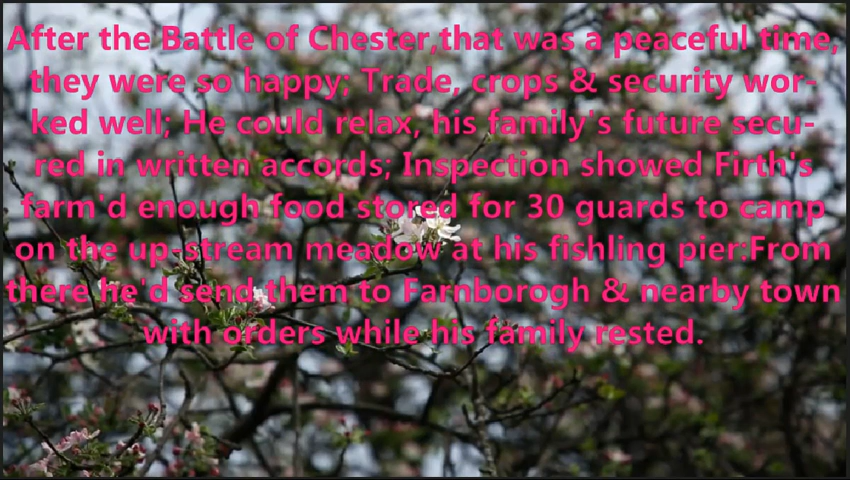 After the Battle of Chester,that was a peaceful time,
they were so happy; Trade, crops & security wor-
ked well; He could relax, his family's future secu-
red in written accords; Inspection showed Firth's
farm'd enough food stored for 30 guards to camp
on the up-stream meadow at his fishling pier:From
there he'd send them to Farnborogh & nearby town
with orders while his family rested.